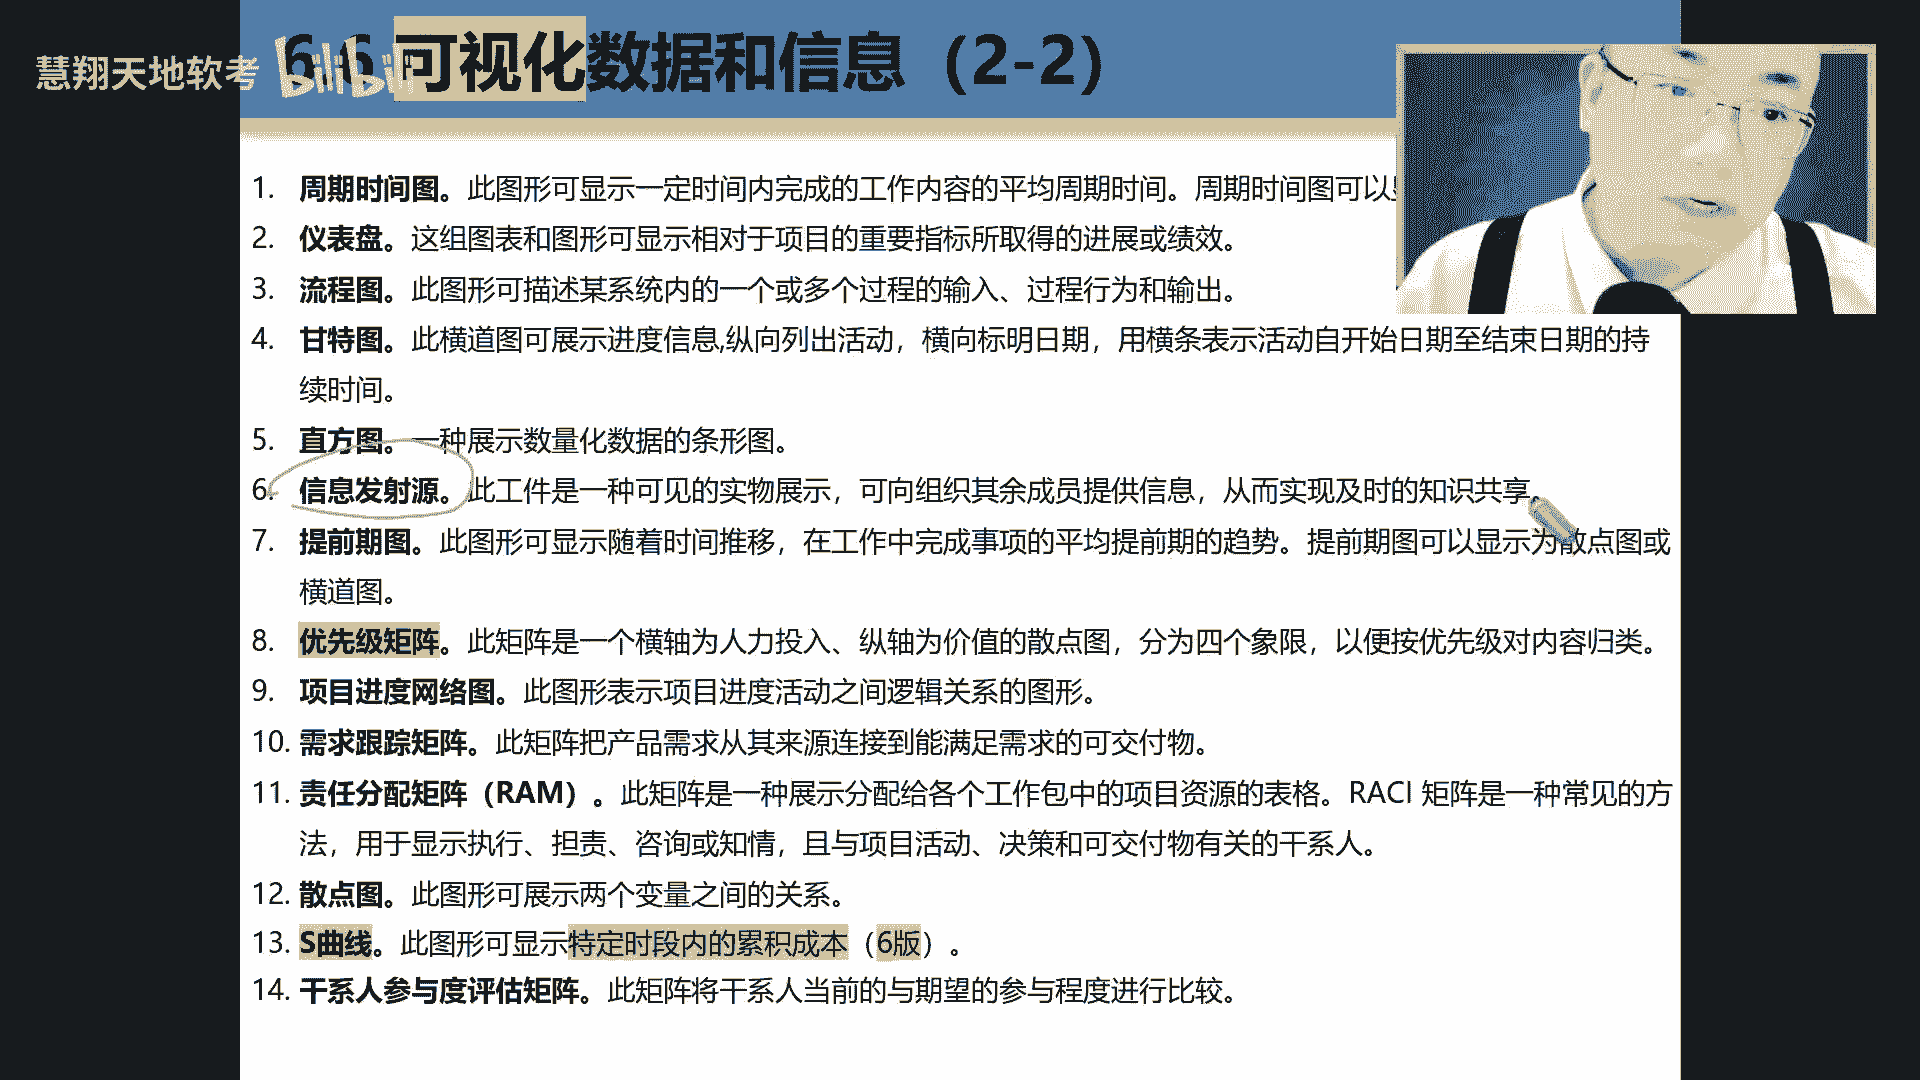 慧翔天地软考
bilibili
6.6 可视化数据和信息（2-2）
1. 周期时间图。此图形可显示一定时间内完成的工作内容的平均周期时间。周期时间图可以
2. 仪表盘。这组图表和图形可显示相对于项目的重要指标所取得的进展或绩效。
3. 流程图。此图形可描述某系统内的一个或多个过程的输入、过程行为和输出。
4. 甘特图。此横道图可展示进度信息,纵向列出活动，横向标明日期，用横条表示活动自开始日期至结束日期的持
续时间。
5. 直方图。一种展示数量化数据的条形图。
6. 信息发射源。此工件是一种可见的实物展示，可向组织其余成员提供信息，从而实现及时的知识共享。
7. 提前期图。此图形可显示随着时间推移，在工作中完成事项的平均提前期的趋势。提前期图可以显示为散点图或
横道图。
8. 优先级矩阵。此矩阵是一个横轴为人力投入、纵轴为价值的散点图，分为四个象限，以便按优先级对内容归类。
9. 项目进度网络图。此图形表示项目进度活动之间逻辑关系的图形。
10. 需求跟踪矩阵。此矩阵把产品需求从其来源连接到能满足需求的可交付物。
11. 责任分配矩阵（RAM）。此矩阵是一种展示分配给各个工作包中的项目资源的表格。RACI 矩阵是一种常见的方
法，用于显示执行、担责、咨询或知情，且与项目活动、决策和可交付物有关的干系人。
12. 散点图。此图形可展示两个变量之间的关系。
13. S曲线。此图形可显示特定时段内的累积成本（6版）。
14. 干系人参与度评估矩阵。此矩阵将干系人当前的与期望的参与程度进行比较。